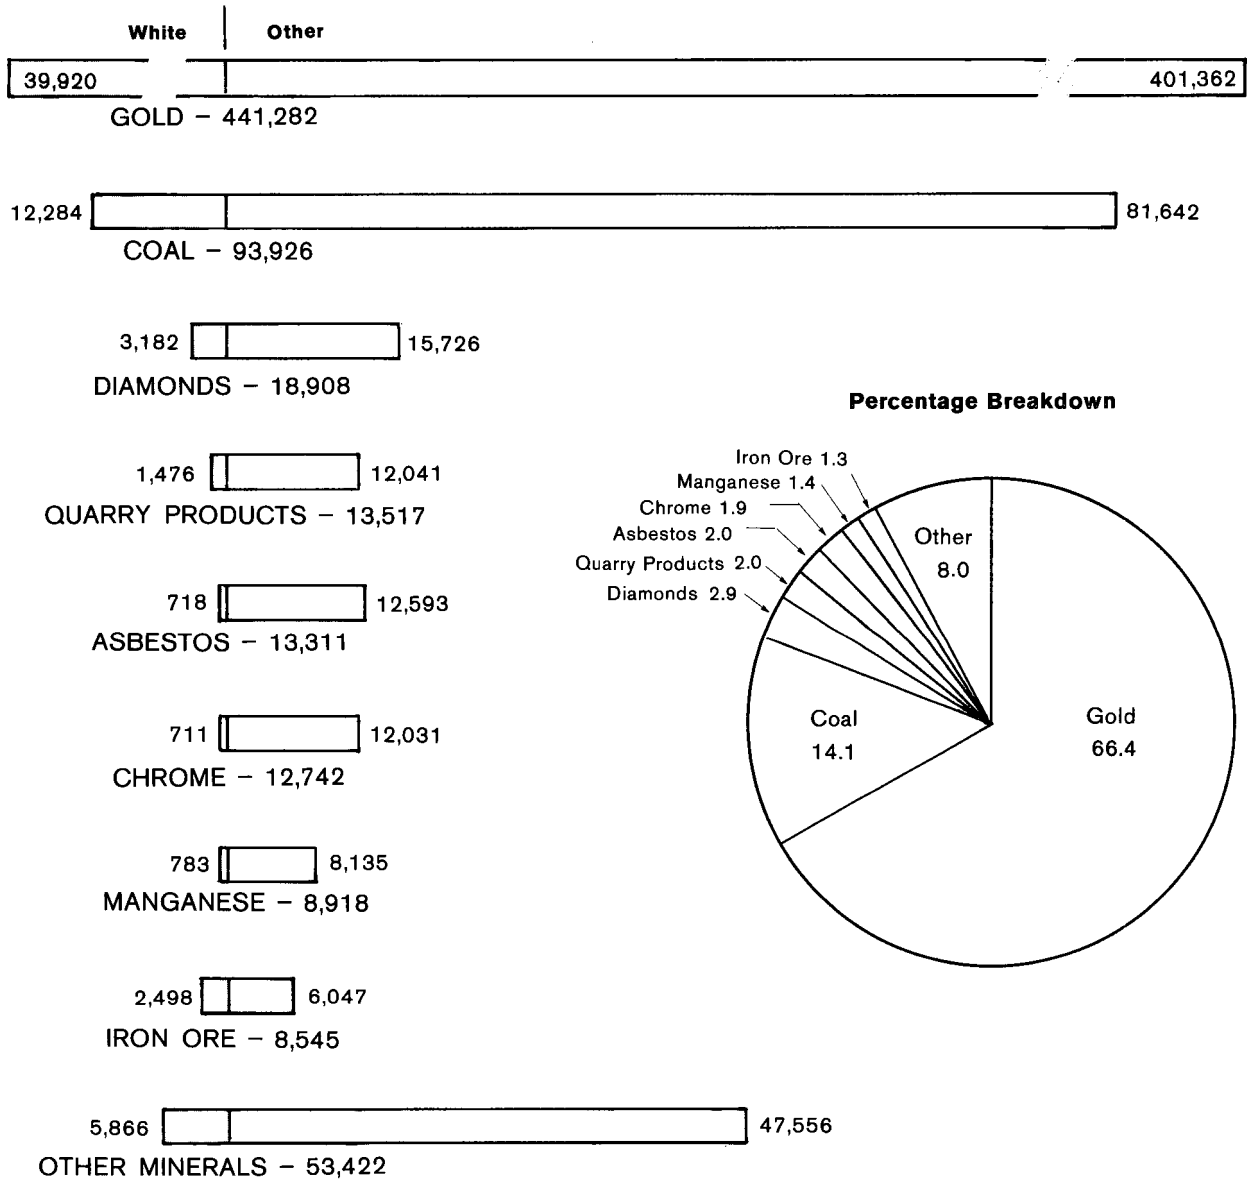 White Other
39,920 401,362
GOLD – 441,282
12,284 81,642
COAL – 93,926
3,182 15,726
DIAMONDS – 18,908
1,476 12,041
QUARRY PRODUCTS – 13,517
718 12,593
ASBESTOS – 13,311
711 12,031
CHROME – 12,742
783 8,135
MANGANESE – 8,918
2,498 6,047
IRON ORE – 8,545
5,866 47,556
OTHER MINERALS – 53,422
Percentage Breakdown
Iron Ore 1.3
Manganese 1.4
Chrome 1.9
Asbestos 2.0
Quarry Products 2.0
Diamonds 2.9
Other
8.0
Coal
14.1
Gold
66.4